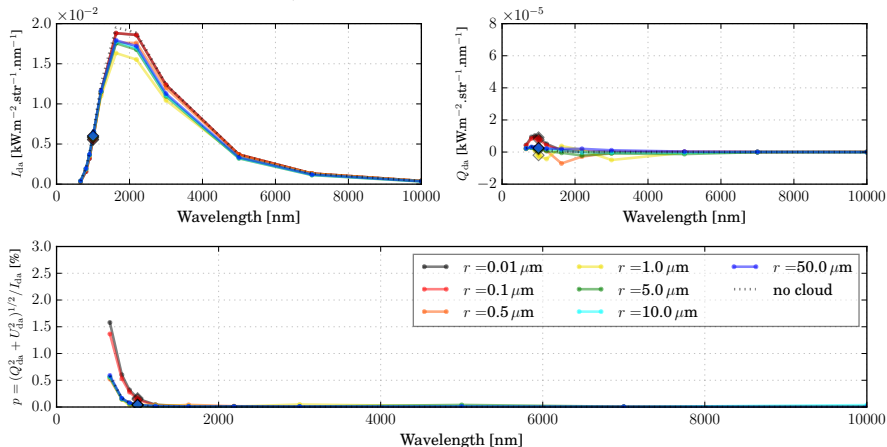 ×10⁻²
2.0
1.5
1.0
0.5
0.0
0 2000 4000 6000 8000 10000
I_da [kW.m⁻².str⁻¹.nm⁻¹]
Wavelength [nm]
×10⁻⁵
8
6
4
2
0
−2
0 2000 4000 6000 8000 10000
Q_da [kW.m⁻².str⁻¹.nm⁻¹]
Wavelength [nm]
3.0
2.5
2.0
1.5
1.0
0.5
0.0
0 2000 4000 6000 8000 10000
p = (Q²_da + U²_da)^1/2 / I_da [%]
Wavelength [nm]
r = 0.01 μm
r = 0.1 μm
r = 0.5 μm
r = 1.0 μm
r = 5.0 μm
r = 10.0 μm
r = 50.0 μm
no cloud